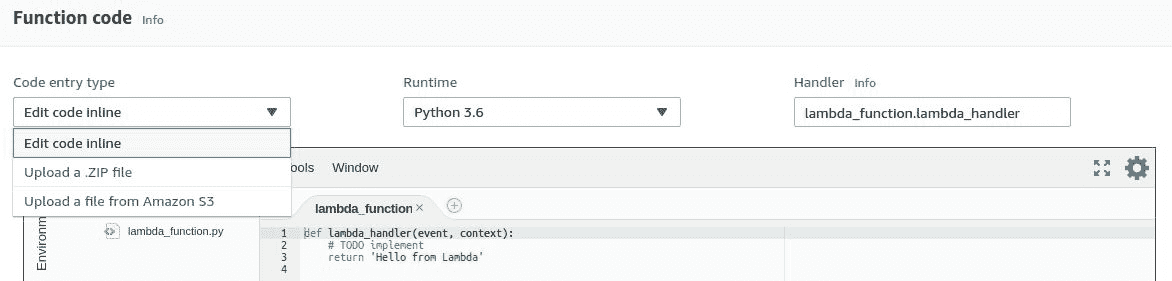 Function code Info
Code entry type Runtime Handler Info
Edit code inline Python 3.6 lambda_function.lambda_handler
Edit code inline
Upload a .ZIP file
Upload a file from Amazon S3
Window
lambda_function ×
lambda_function.py
1 def lambda_handler(event, context):
2 # TODO implement
3 return 'Hello from Lambda'
4